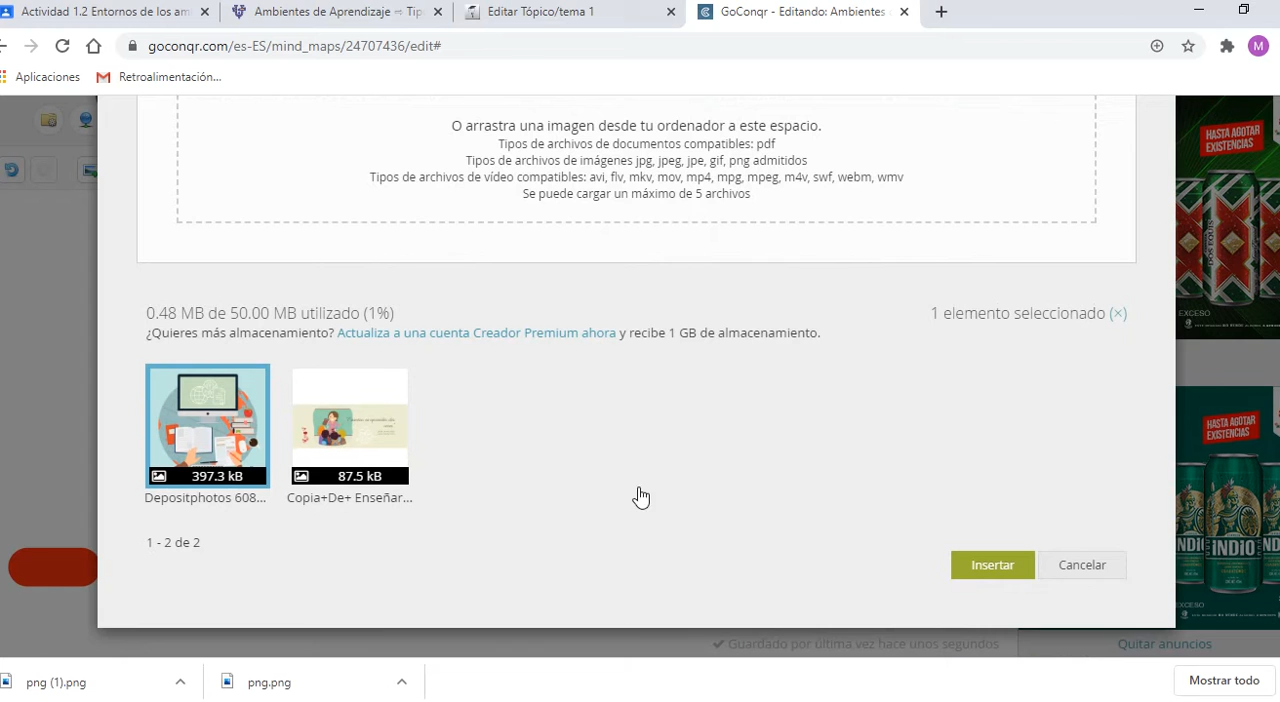 Actividad 1.2 Entornos de los am
Ambientes de Aprendizaje ⇨ Tip
Editar Tópico/tema 1
GoConqr - Editando: Ambientes
goconqr.com/es-ES/mind_maps/24707436/edit#
M
Aplicaciones
Retroalimentación...
O arrastra una imagen desde tu ordenador a este espacio.
Tipos de archivos de documentos compatibles: pdf
Tipos de archivos de imágenes jpg, jpeg, jpe, gif, png admitidos
Tipos de archivos de vídeo compatibles: avi, flv, mkv, mov, mp4, mpg, mpeg, m4v, swf, webm, wmv
Se puede cargar un máximo de 5 archivos
0.48 MB de 50.00 MB utilizado (1%)
1 elemento seleccionado (×)
¿Quieres más almacenamiento? Actualiza a una cuenta Creador Premium ahora y recibe 1 GB de almacenamiento.
397.3 kB
87.5 kB
Depositphotos 608...
Copia+De+ Enseñar...
1 - 2 de 2
Insertar
Cancelar
Guardado por última vez hace unos segundos
Quitar anuncios
HASTA AGOTAR
EXISTENCIAS
DOS EQUIS
EXCESO
HASTA AGOTAR
EXISTENCIAS
INDIO
EXCESO
png (1).png
png.png
Mostrar todo